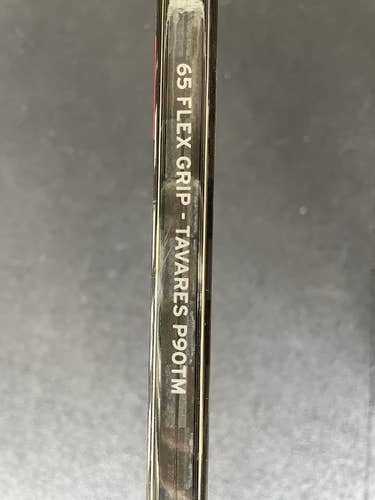 65 FLEX GRIP - TAVARES P90TM